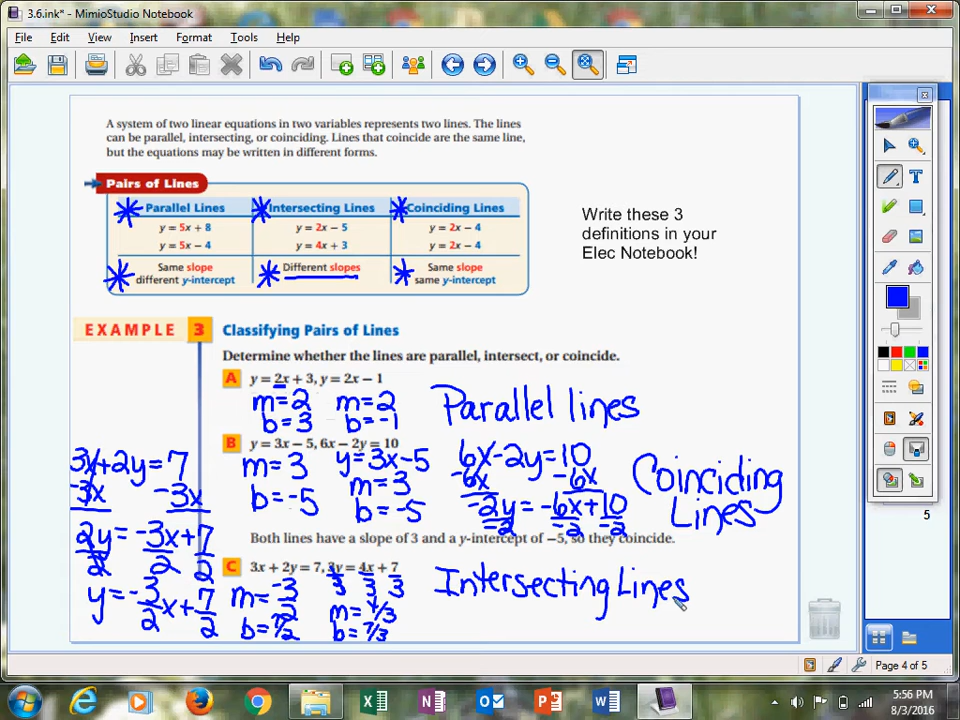 3.6.ink* - MimioStudio Notebook
File Edit View Insert Format Tools Help
A system of two linear equations in two variables represents two lines. The lines
can be parallel, intersecting, or coinciding. Lines that coincide are the same line,
but the equations may be written in different forms.
Pairs of Lines
Parallel Lines Intersecting Lines Coinciding Lines
y = 5x + 8 y = 2x − 5 y = 2x − 4
y = 5x − 4 y = 4x + 3 y = 2x − 4
Same slope Different slopes Same slope
different y-intercept same y-intercept
Write these 3
definitions in your
Elec Notebook!
EXAMPLE 3 Classifying Pairs of Lines
Determine whether the lines are parallel, intersect, or coincide.
A y = 2x + 3, y = 2x − 1
m=2 m=2 Parallel lines
b=3 b=-1
B y = 3x − 5, 6x − 2y = 10
m=3 y=3x-5 6x-2y=10
b=-5 m=3 -6x -6x
b=-5 -2y=-6x+10
-2 -2 -2
Coinciding
Lines
Both lines have a slope of 3 and a y-intercept of −5, so they coincide.
C 3x + 2y = 7, 3y = 4x + 7
3 3 3
3x+2y=7
-3x -3x
2y=-3x+7
2 2 2
y=-3/2x+7/2
m=-3/2 m=4/3
b=7/2 b=7/3
Intersecting Lines
5
Page 4 of 5
5:56 PM
8/3/2016